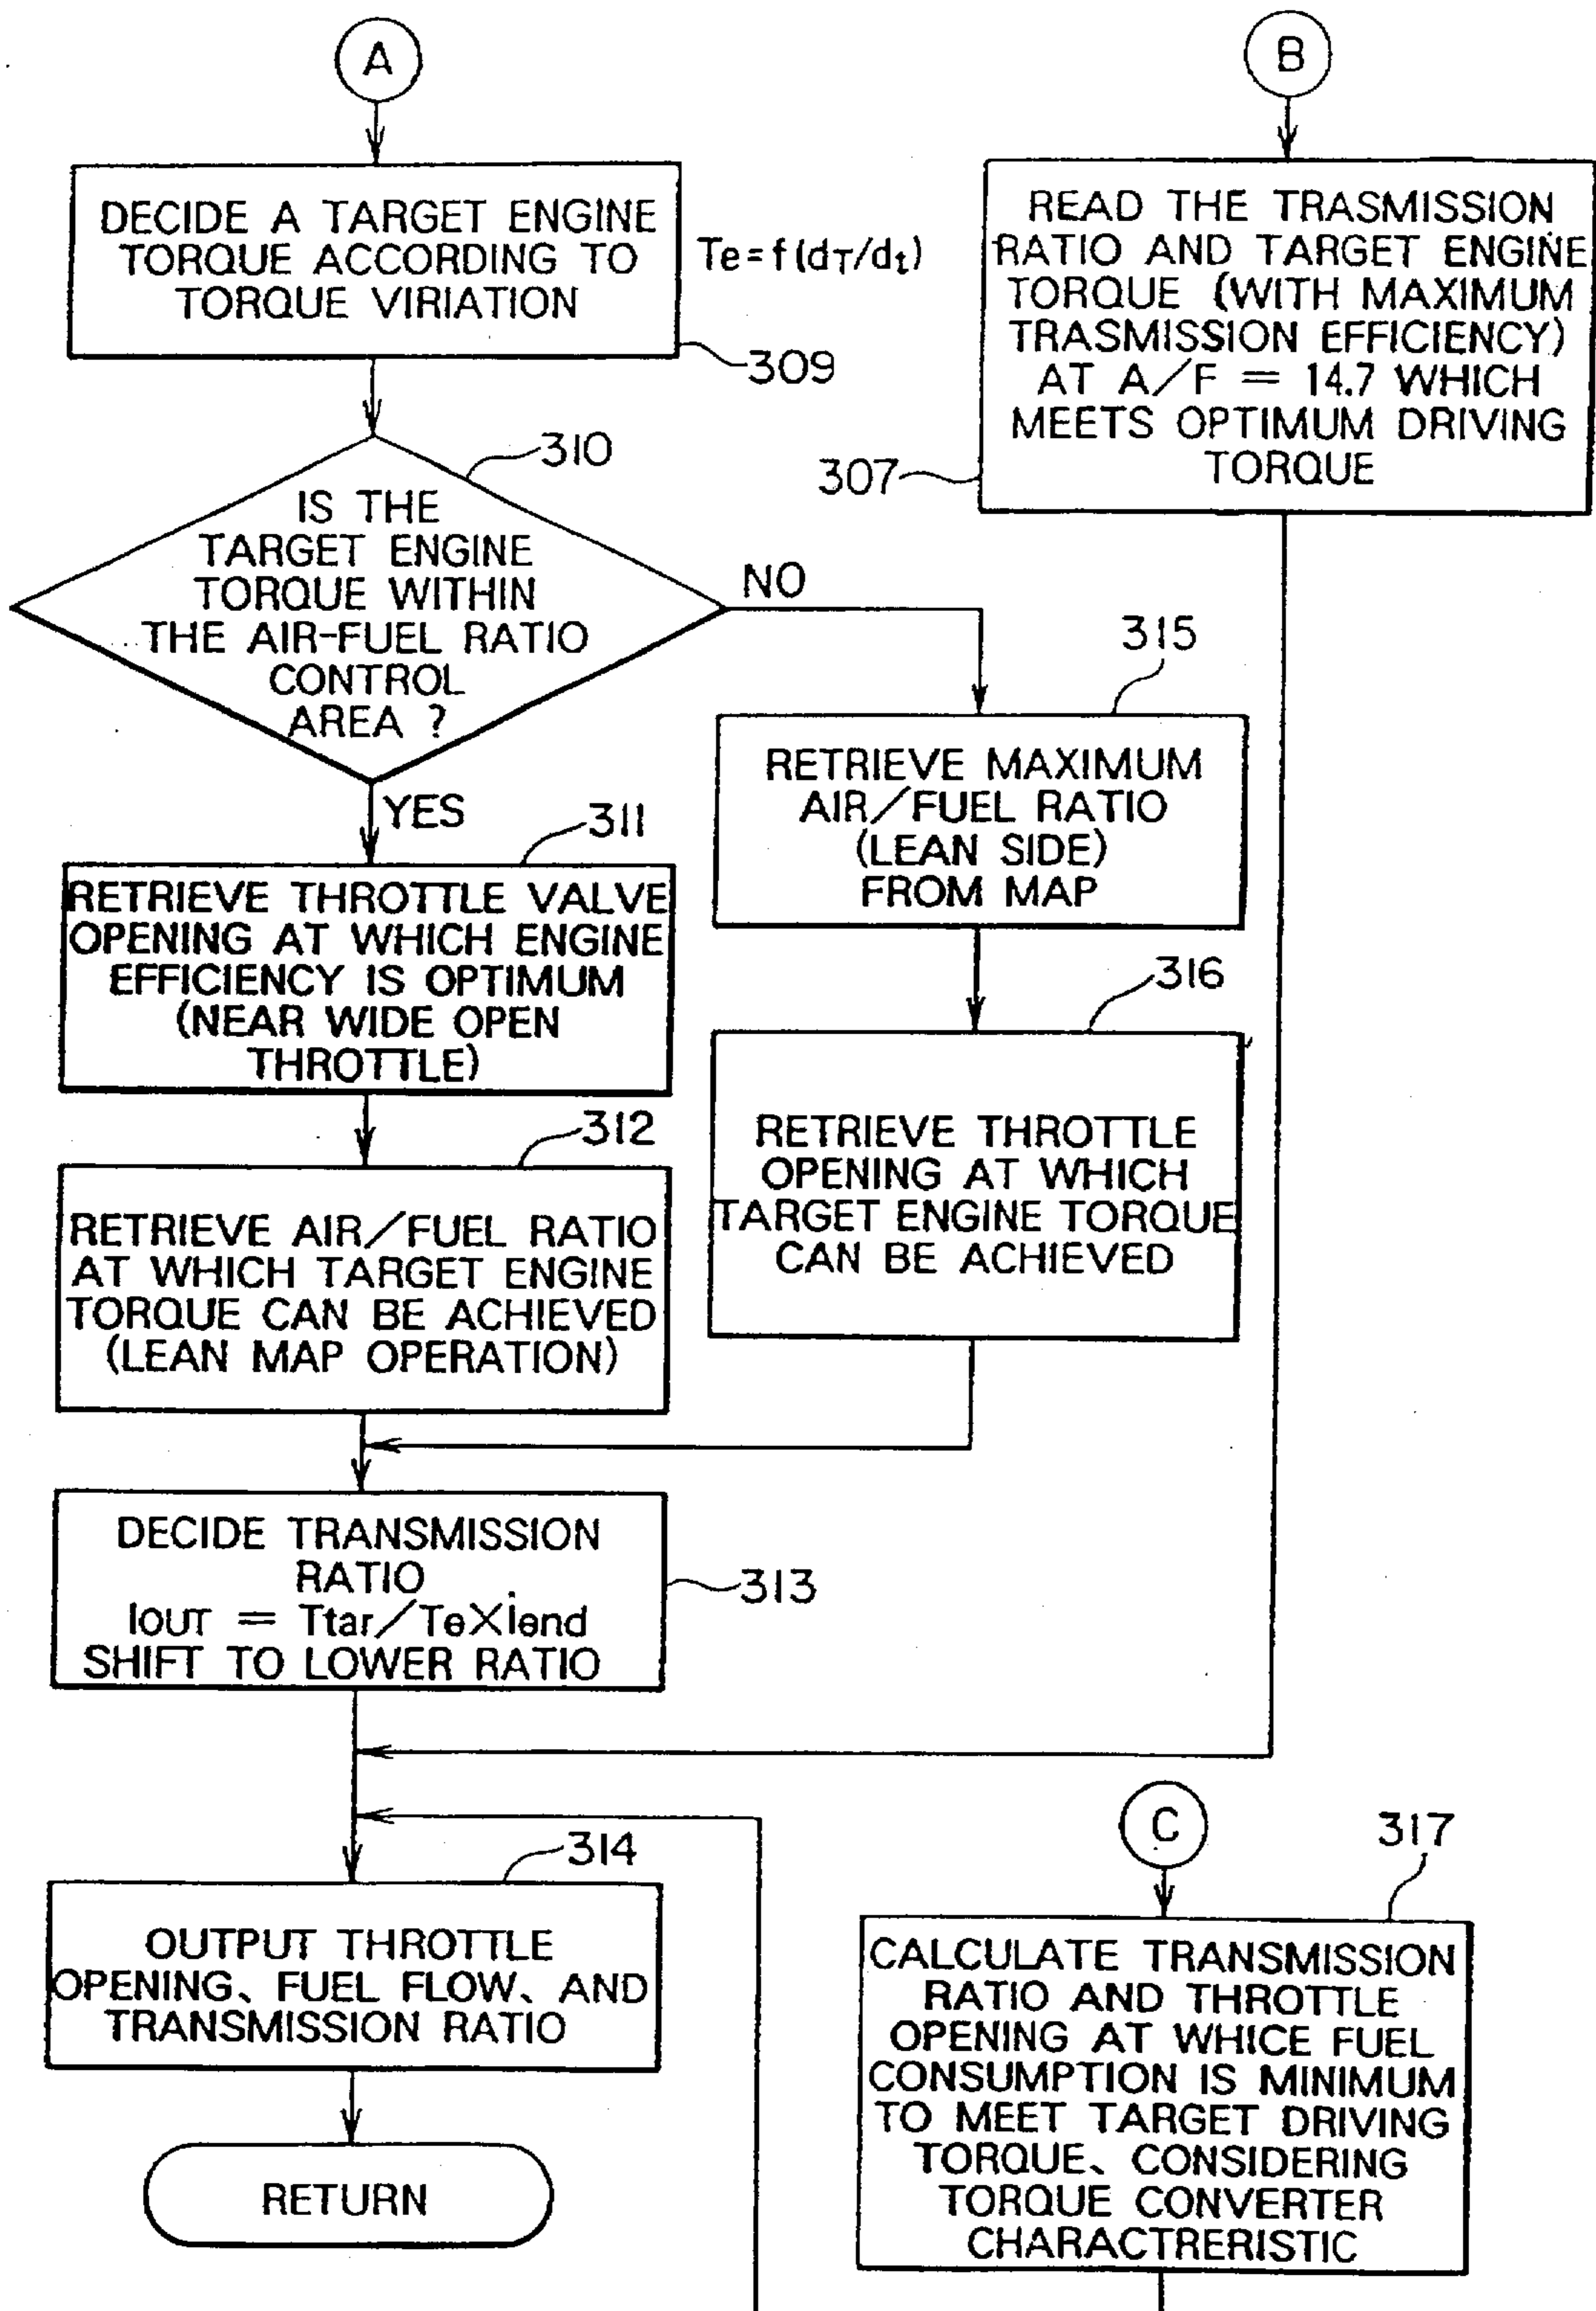 A
DECIDE A TARGET ENGINE
TORQUE ACCORDING TO
TORQUE VIRIATION
Te=f(dT/dt)
309
310
IS THE
TARGET ENGINE
TORQUE WITHIN
THE AIR-FUEL RATIO
CONTROL
AREA ?
NO
YES
311
RETRIEVE THROTTLE VALVE
OPENING AT WHICH ENGINE
EFFICIENCY IS OPTIMUM
(NEAR WIDE OPEN
THROTTLE)
312
RETRIEVE AIR/FUEL RATIO
AT WHICH TARGET ENGINE
TORQUE CAN BE ACHIEVED
(LEAN MAP OPERATION)
315
RETRIEVE MAXIMUM
AIR/FUEL RATIO
(LEAN SIDE)
FROM MAP
316
RETRIEVE THROTTLE
OPENING AT WHICH
TARGET ENGINE TORQUE
CAN BE ACHIEVED
DECIDE TRANSMISSION
RATIO
IOUT = Ttar/Te×iend
SHIFT TO LOWER RATIO
313
B
READ THE TRASMISSION
RATIO AND TARGET ENGINE
TORQUE (WITH MAXIMUM
TRASMISSION EFFICIENCY)
AT A/F = 14.7 WHICH
MEETS OPTIMUM DRIVING
TORQUE
307
314
OUTPUT THROTTLE
OPENING、FUEL FLOW、AND
TRANSMISSION RATIO
RETURN
C
317
CALCULATE TRANSMISSION
RATIO AND THROTTLE
OPENING AT WHICE FUEL
CONSUMPTION IS MINIMUM
TO MEET TARGET DRIVING
TORQUE、CONSIDERING
TORQUE CONVERTER
CHARACTRERISTIC